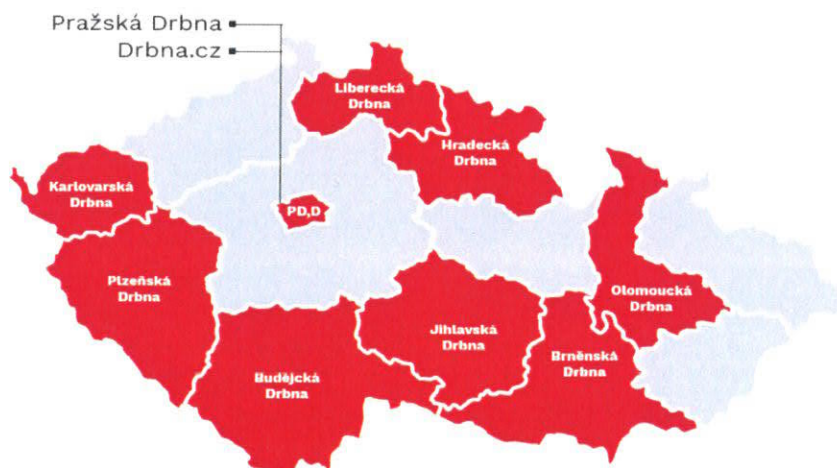 Pražská Drbna
Drbna.cz
Liberecká
Drbna
Hradecká
Drbna
Karlovarská
Drbna
PD,D
Plzeňská
Drbna
Olomoucká
Drbna
Jihlavská
Drbna
Brněnská
Drbna
Budějcká
Drbna